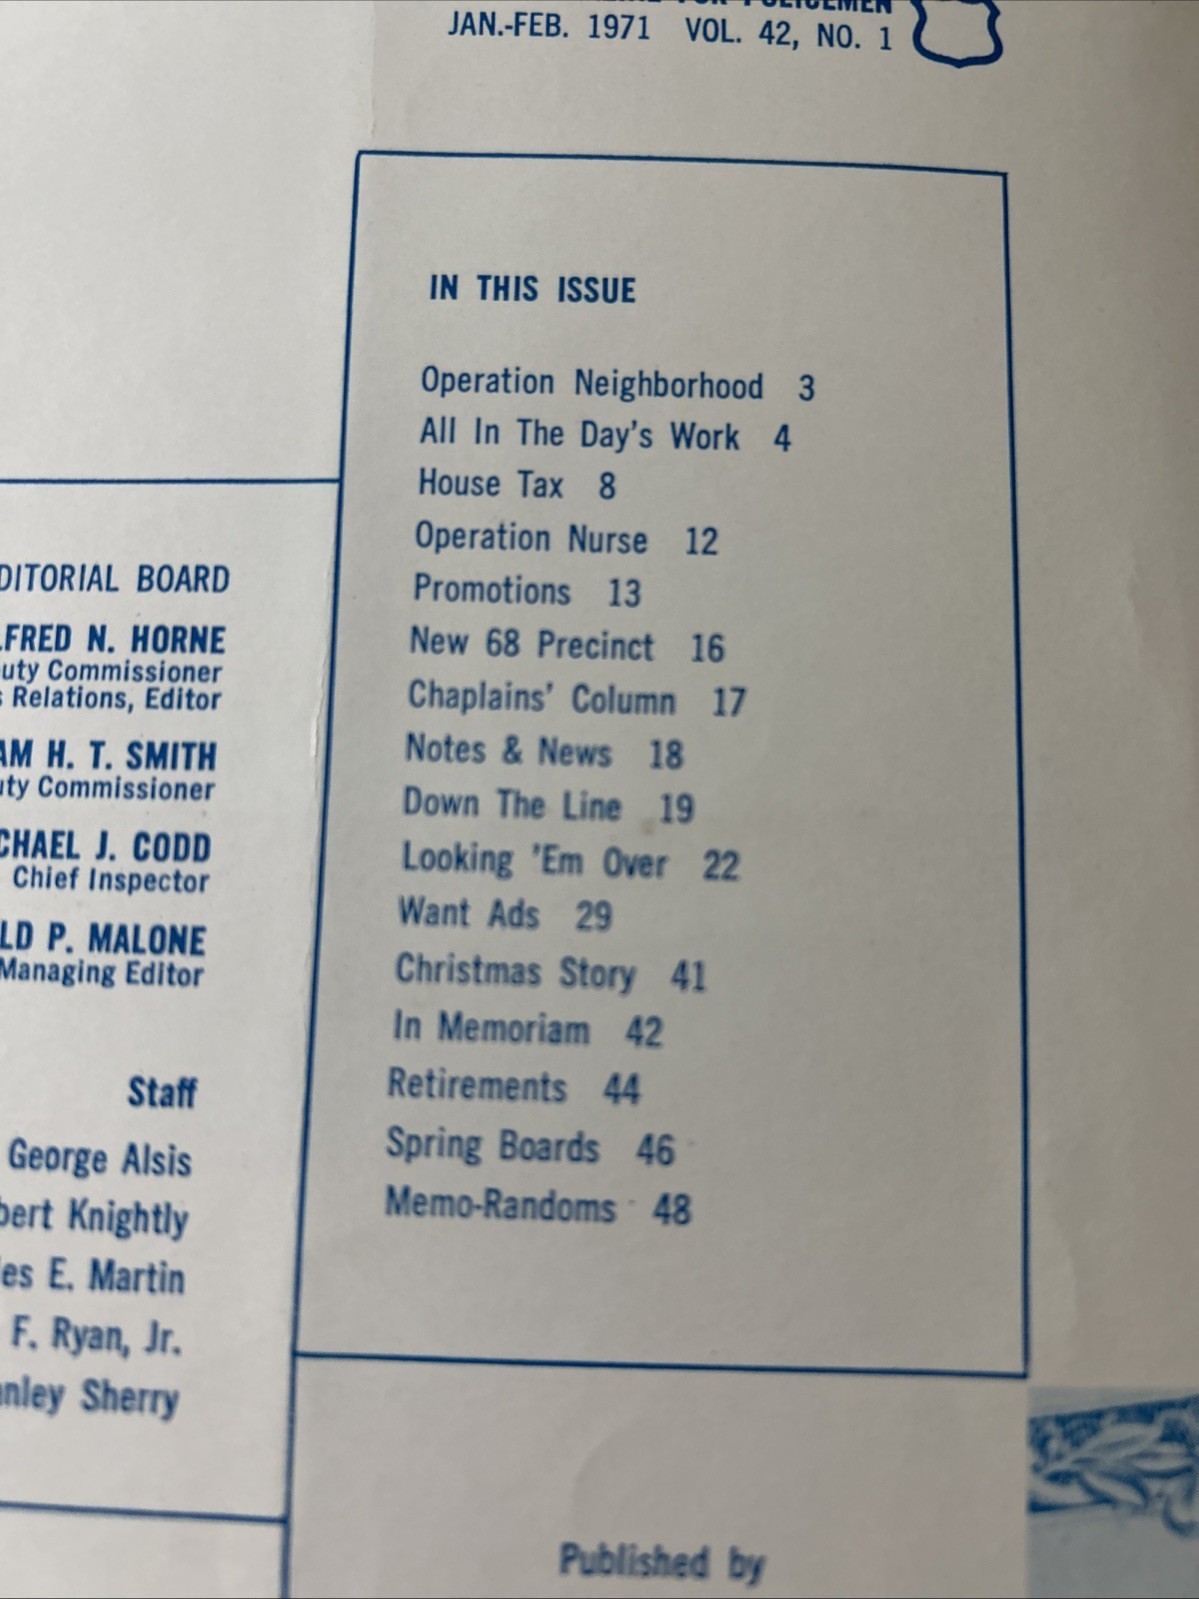 FOR POLICEMEN
JAN.-FEB. 1971 VOL. 42, NO. 1
IN THIS ISSUE
Operation Neighborhood 3
All In The Day's Work 4
House Tax 8
Operation Nurse 12
Promotions 13
New 68 Precinct 16
Chaplains' Column 17
Notes & News 18
Down The Line 19
Looking 'Em Over 22
Want Ads 29
Christmas Story 41
In Memoriam 42
Retirements 44
Spring Boards 46
Memo-Randoms 48
DITORIAL BOARD
FRED N. HORNE
uty Commissioner
s Relations, Editor
AM H. T. SMITH
uty Commissioner
CHAEL J. CODD
Chief Inspector
LD P. MALONE
Managing Editor
Staff
George Alsis
bert Knightly
les E. Martin
F. Ryan, Jr.
anley Sherry
Published by